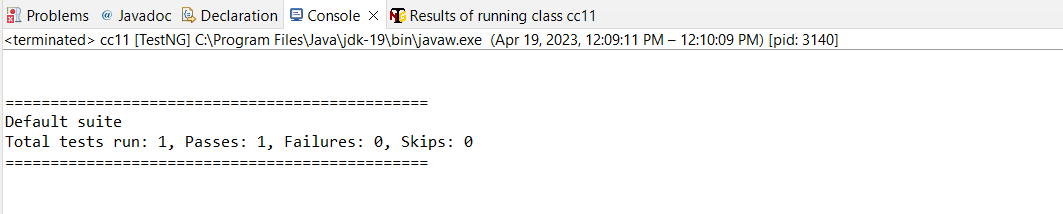 Problems @ Javadoc Declaration Console Results of running class cc11
<terminated> cc11 [TestNG] C:\Program Files\Java\jdk-19\bin\javaw.exe (Apr 19, 2023, 12:09:11 PM – 12:10:09 PM) [pid: 3140]
===============================================
Default suite
Total tests run: 1, Passes: 1, Failures: 0, Skips: 0
===============================================